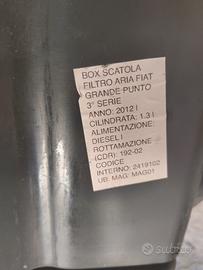 BOX SCATOLA
FILTRO ARIA FIAT
GRANDE PUNTO
3° SERIE
ANNO: 2012 I
CILINDRATA: 1.3 I
ALIMENTAZIONE:
DIESEL I
ROTTAMAZIONE
(CDR): 192-02
CODICE
INTERNO: 2419102
UB. MAG: MAG01
subito